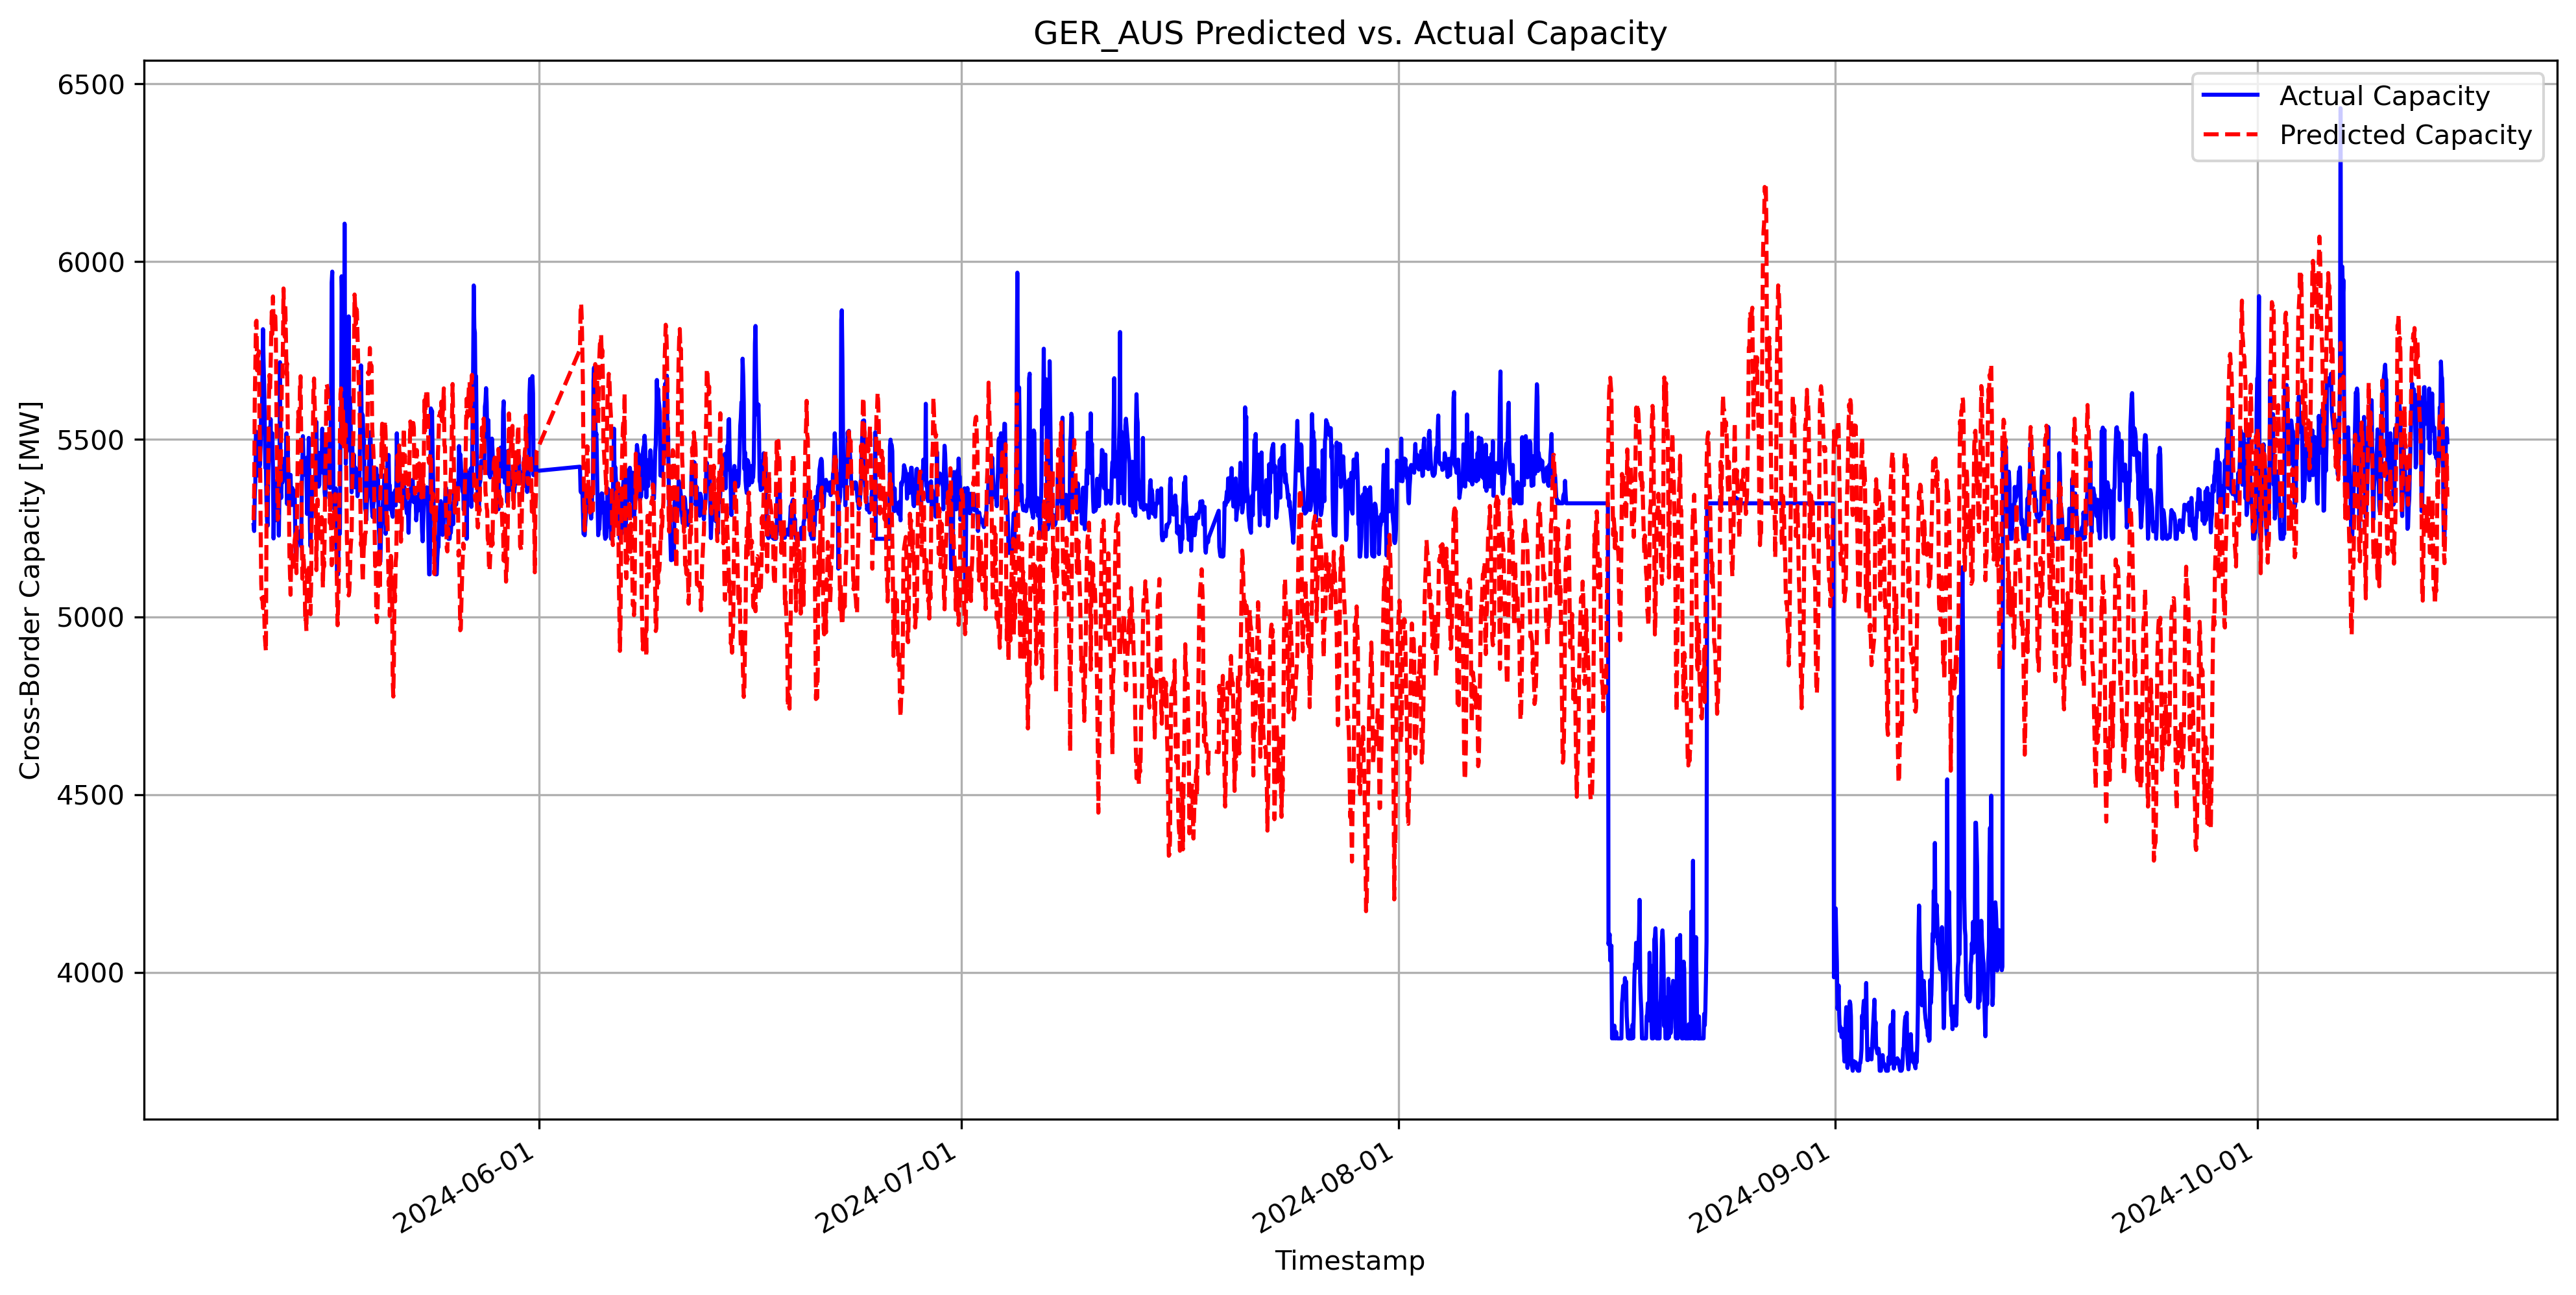 GER_AUS Predicted vs. Actual Capacity
Actual Capacity
Predicted Capacity
Cross-Border Capacity [MW]
6500
6000
5500
5000
4500
4000
2024-06-01
2024-07-01
2024-08-01
2024-09-01
2024-10-01
Timestamp